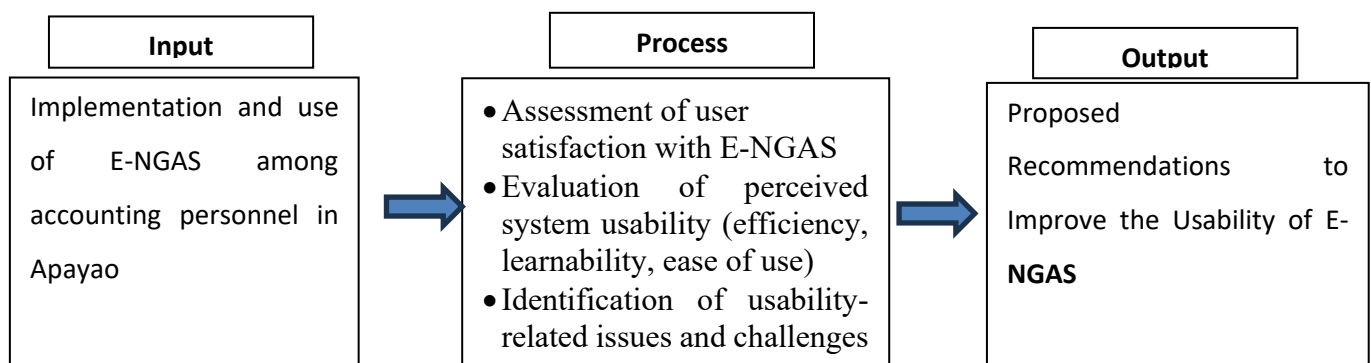 Input
Implementation and use
of E-NGAS among
accounting personnel in
Apayao
Process
• Assessment of user
satisfaction with E-NGAS
• Evaluation of perceived
system usability (efficiency,
learnability, ease of use)
• Identification of usability-
related issues and challenges
Output
Proposed
Recommendations to
Improve the Usability of E-
NGAS